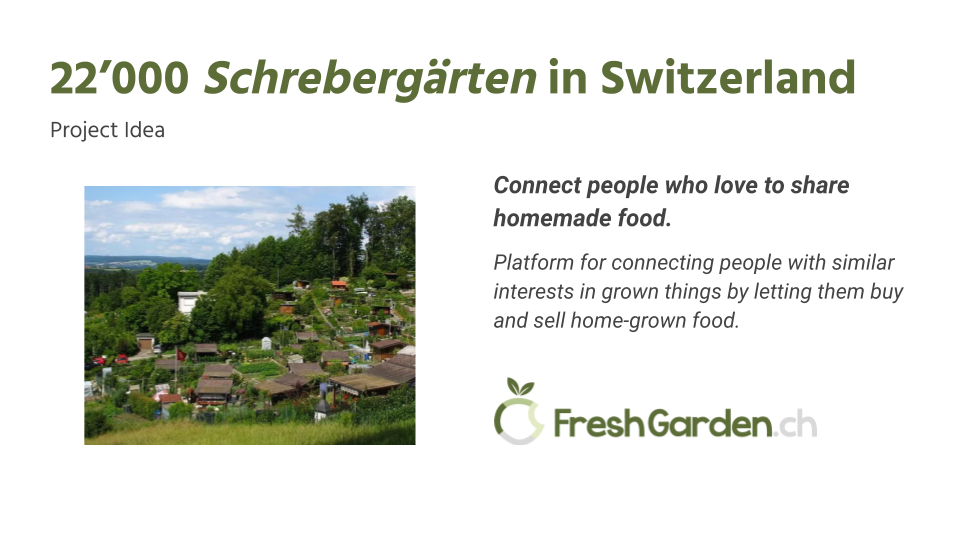 22’000 Schrebergärten in Switzerland
Project Idea
Connect people who love to share
homemade food.
Platform for connecting people with similar
interests in grown things by letting them buy
and sell home-grown food.
FreshGarden.ch